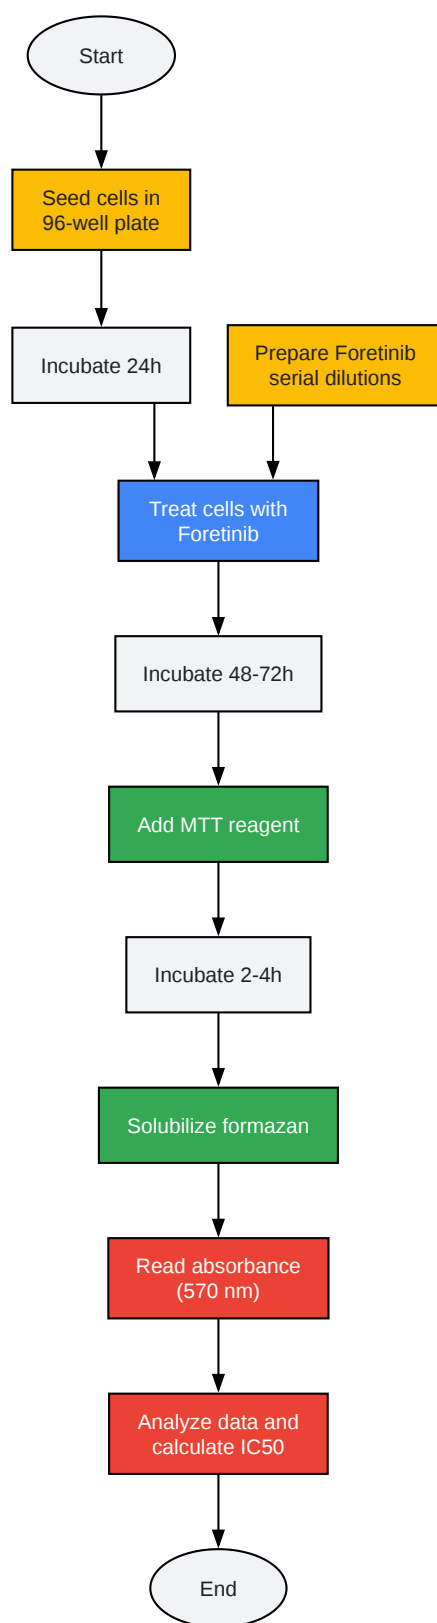 Start
Seed cells in
96-well plate
Incubate 24h
Prepare Foretinib
serial dilutions
Treat cells with
Foretinib
Incubate 48-72h
Add MTT reagent
Incubate 2-4h
Solubilize formazan
Read absorbance
(570 nm)
Analyze data and
calculate IC50
End